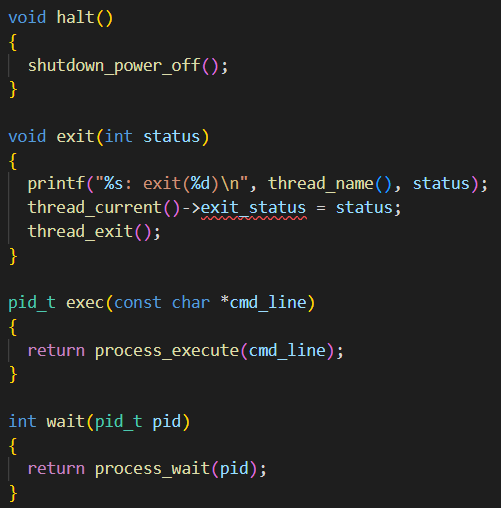 void halt()
{
  shutdown_power_off();
}

void exit(int status)
{
  printf("%s: exit(%d)\n", thread_name(), status);
  thread_current()->exit_status = status;
  thread_exit();
}

pid_t exec(const char *cmd_line)
{
  return process_execute(cmd_line);
}

int wait(pid_t pid)
{
  return process_wait(pid);
}